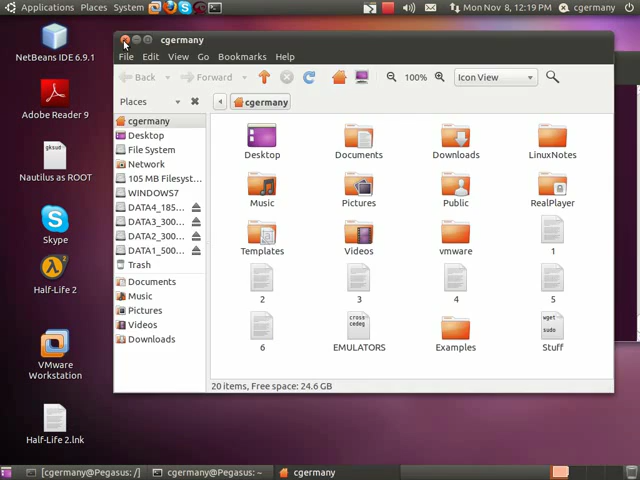 Applications Places System Mon Nov 8, 12:19 PM cgermany
cgermany
File Edit View Go Bookmarks Help
Back Forward 100% Icon View
Places cgermany
cgermany
Desktop
File System
Network
105 MB Filesyst...
WINDOWS7
DATA4_185...
DATA3_300...
DATA2_300...
DATA1_500...
Trash
Documents
Music
Pictures
Videos
Downloads
Desktop Documents Downloads LinuxNotes
Music Pictures Public RealPlayer
Templates Videos vmware 1
2 3 4 5
cross
codeg
wget
sudo
6 EMULATORS Examples Stuff
20 items, Free space: 24.6 GB
NetBeans IDE 6.9.1
Adobe Reader 9
gksud
Nautilus as ROOT
Skype
Half-Life 2
VMware
Workstation
Half-Life 2.lnk
[cgermany@Pegasus: /] cgermany@Pegasus: ~ cgermany